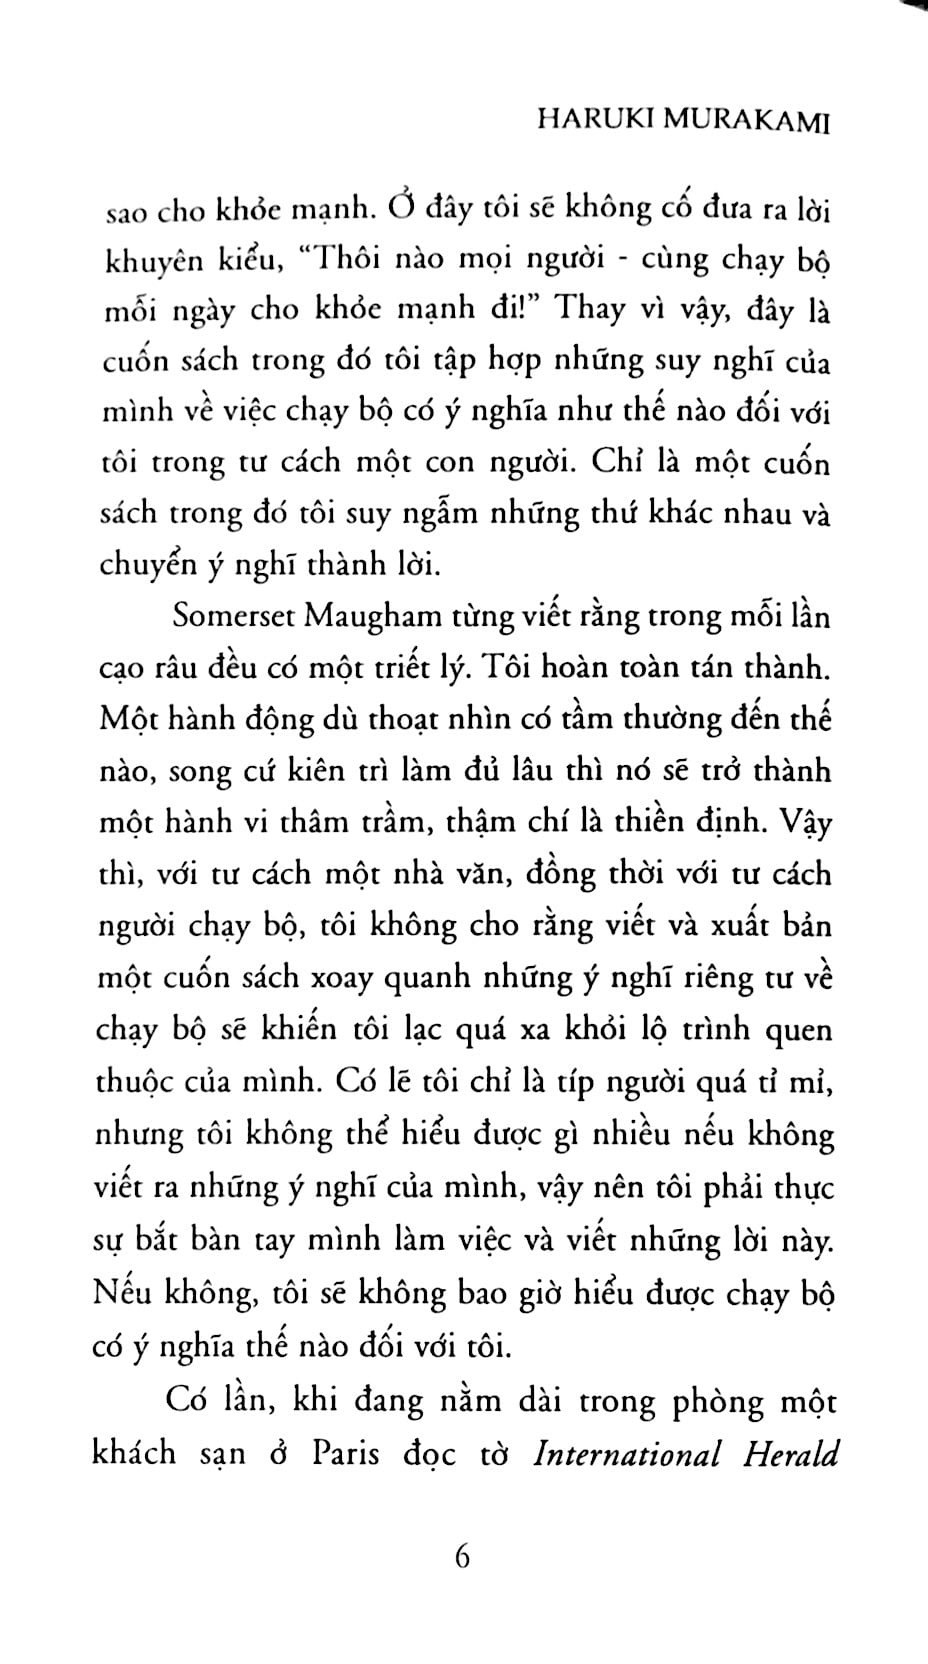 HARUKI MURAKAMI
sao cho khỏe mạnh. Ở đây tôi sẽ không cố đưa ra lời
khuyên kiểu, “Thôi nào mọi người - cùng chạy bộ
mỗi ngày cho khỏe mạnh đi!” Thay vì vậy, đây là
cuốn sách trong đó tôi tập hợp những suy nghĩ của
mình về việc chạy bộ có ý nghĩa như thế nào đối với
tôi trong tư cách một con người. Chỉ là một cuốn
sách trong đó tôi suy ngẫm những thứ khác nhau và
chuyển ý nghĩ thành lời.
Somerset Maugham từng viết rằng trong mỗi lần
cạo râu đều có một triết lý. Tôi hoàn toàn tán thành.
Một hành động dù thoạt nhìn có tầm thường đến thế
nào, song cứ kiên trì làm đủ lâu thì nó sẽ trở thành
một hành vi thâm trầm, thậm chí là thiền định. Vậy
thì, với tư cách một nhà văn, đồng thời với tư cách
người chạy bộ, tôi không cho rằng viết và xuất bản
một cuốn sách xoay quanh những ý nghĩ riêng tư về
chạy bộ sẽ khiến tôi lạc quá xa khỏi lộ trình quen
thuộc của mình. Có lẽ tôi chỉ là típ người quá tỉ mỉ,
nhưng tôi không thể hiểu được gì nhiều nếu không
viết ra những ý nghĩ của mình, vậy nên tôi phải thực
sự bắt bàn tay mình làm việc và viết những lời này.
Nếu không, tôi sẽ không bao giờ hiểu được chạy bộ
có ý nghĩa thế nào đối với tôi.
Có lần, khi đang nằm dài trong phòng một
khách sạn ở Paris đọc tờ International Herald
6